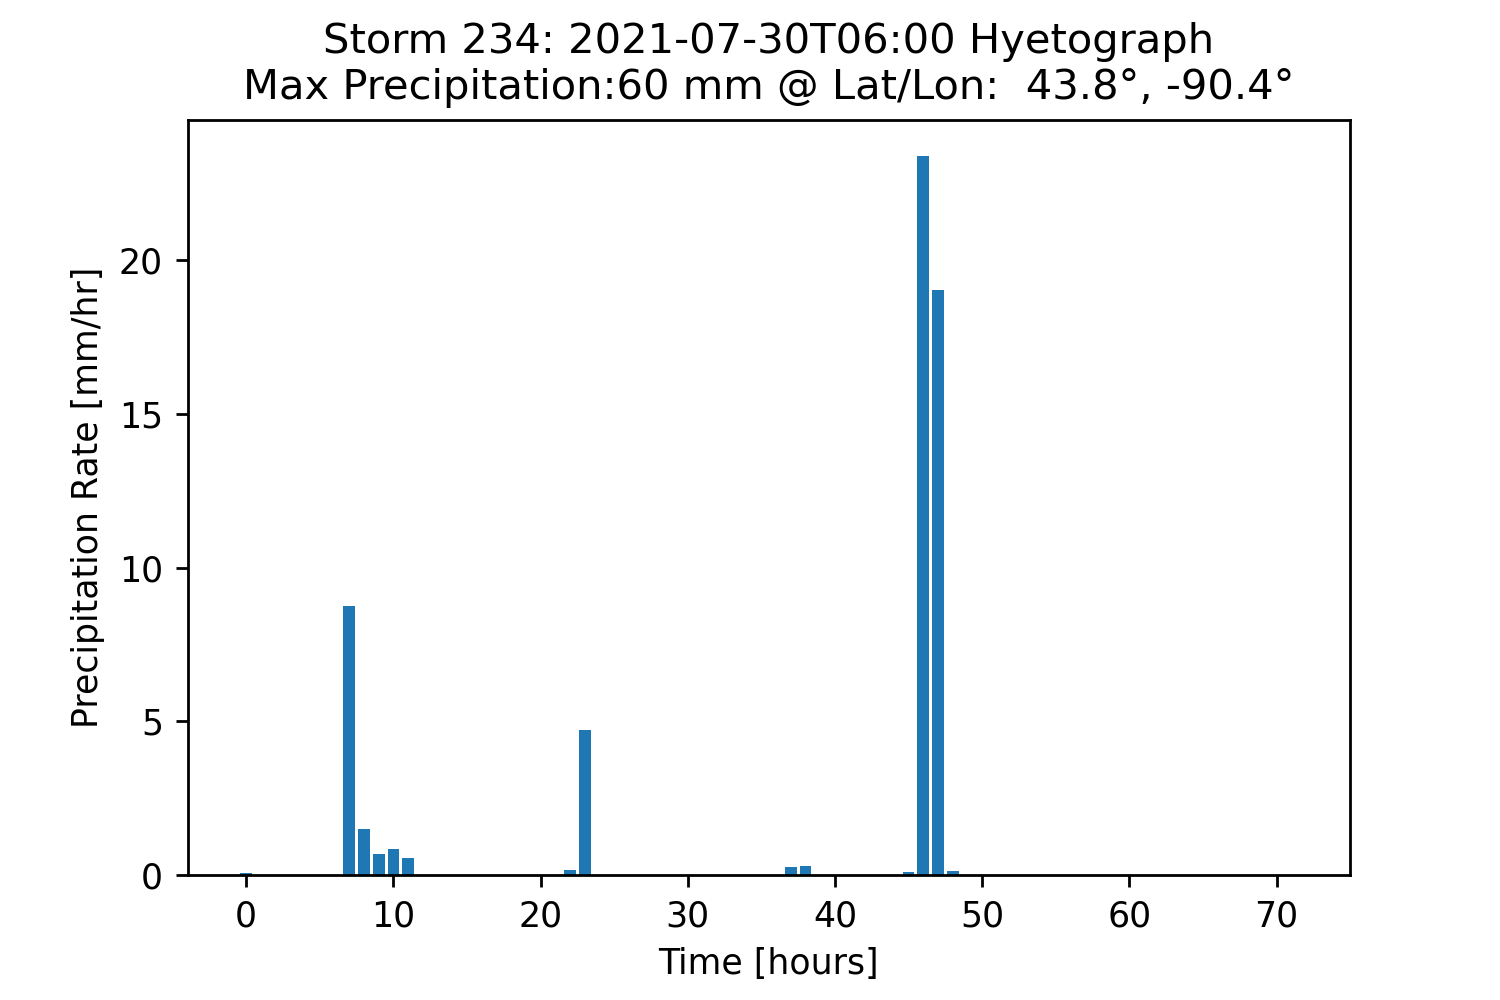 Storm 234: 2021-07-30T06:00 Hyetograph
Max Precipitation:60 mm @ Lat/Lon:  43.8°, -90.4°
Precipitation Rate [mm/hr]
20
15
10
5
0
0 10 20 30 40 50 60 70
Time [hours]